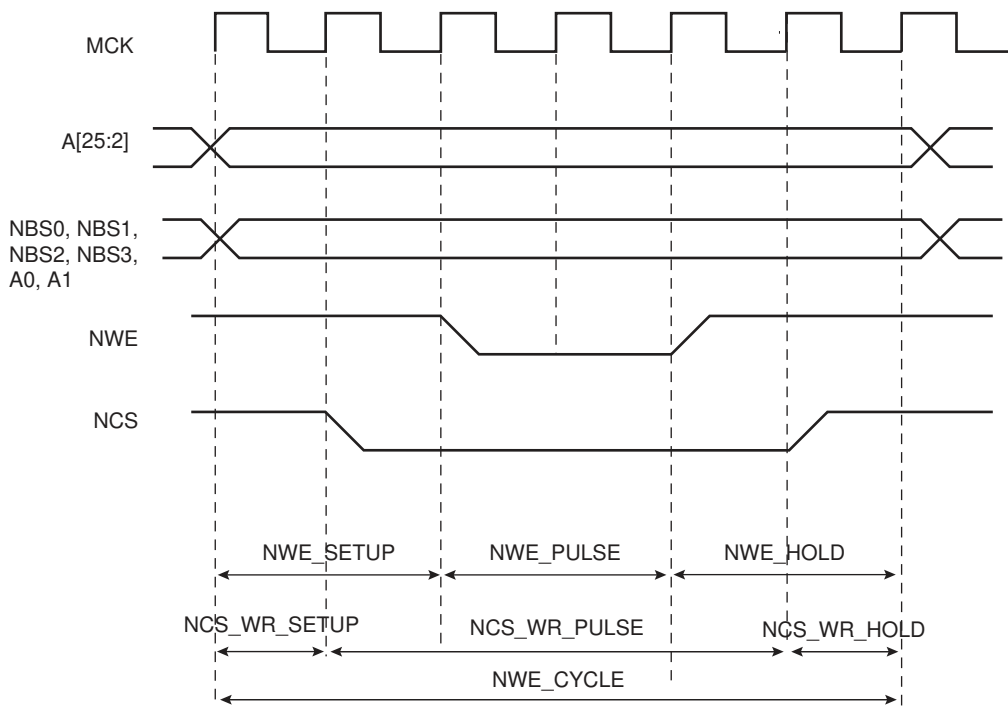 MCK
A[25:2]
NBS0, NBS1,
NBS2, NBS3,
A0, A1
NWE
NCS
NWE_SETUP
NWE_PULSE
NWE_HOLD
NCS_WR_SETUP
NCS_WR_PULSE
NCS_WR_HOLD
NWE_CYCLE